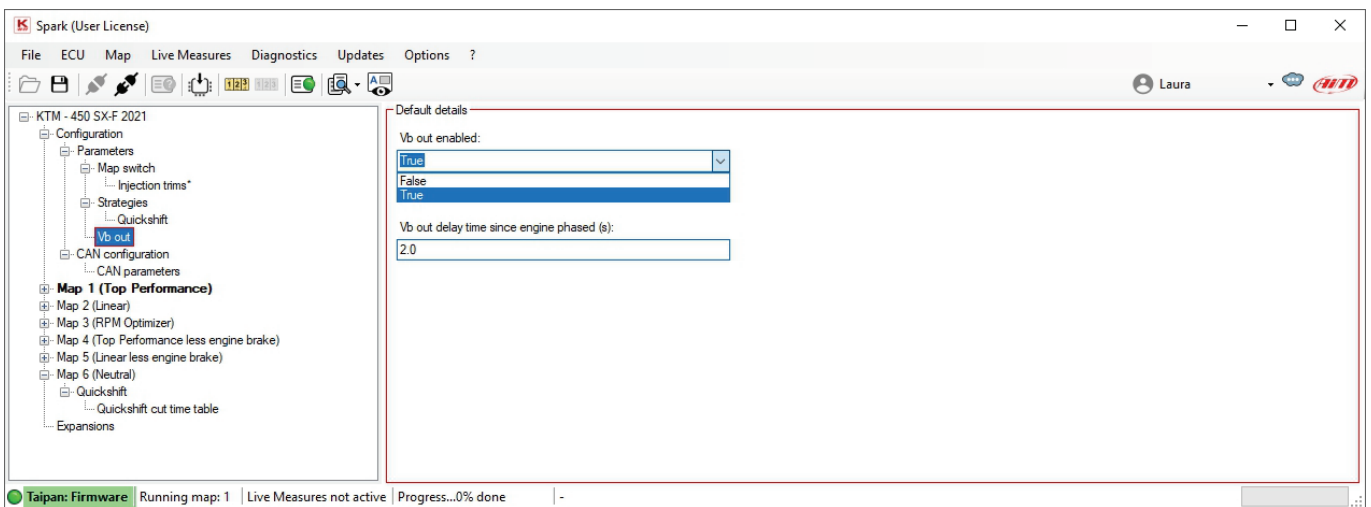 Spark (User License)
File ECU Map Live Measures Diagnostics Updates Options ?
Laura
AiM
KTM - 450 SX-F 2021
Configuration
Parameters
Map switch
Injection trims*
Strategies
Quickshift
Vb out
CAN configuration
CAN parameters
Map 1 (Top Performance)
Map 2 (Linear)
Map 3 (RPM Optimizer)
Map 4 (Top Performance less engine brake)
Map 5 (Linear less engine brake)
Map 6 (Neutral)
Quickshift
Quickshift cut time table
Expansions
Default details
Vb out enabled:
True
False
True
Vb out delay time since engine phased (s):
2.0
Taipan: Firmware Running map: 1 Live Measures not active Progress...0% done -